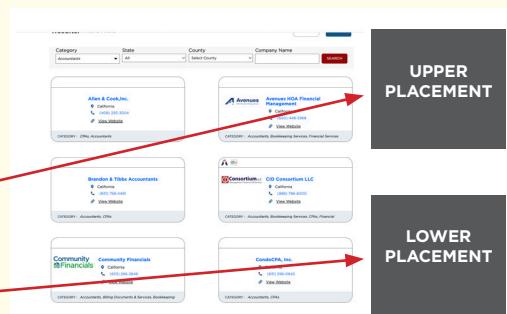 Category State County Company Name
Accountants All Select County SEARCH
Allen & Cook,Inc.
California
View Website
CATEGORY : CPAs, Accountants
Avenues
Avenues HOA Financial
Management
California
View Website
CATEGORY : Accountants, Bookkeeping Services, Financial Services
UPPER
PLACEMENT
Brandon & Tibbs Accountants
California
View Website
CATEGORY : Accountants, CPAs
Consortium
CID Consortium LLC
California
View Website
CATEGORY : Accountants, Bookkeeping Services, CPAs, Financial
Community
Financials
Community Financials
California
View Website
CATEGORY : Accountants, Billing Documents & Services, Bookkeeping
CondoCPA, Inc.
View Website
CATEGORY : Accountants, CPAs
LOWER
PLACEMENT